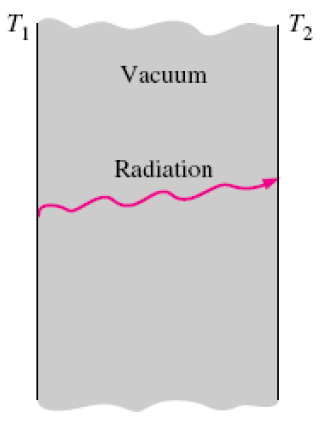 T₁
T₂
Vacuum
Radiation